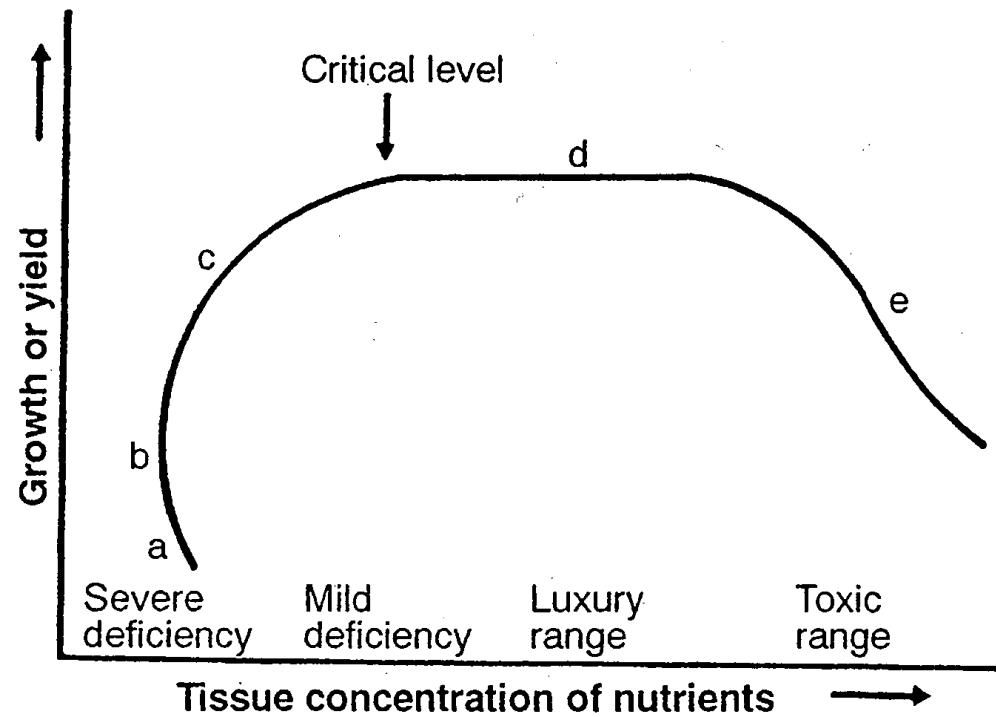 Critical level
d
c
e
b
a
Growth or yield
Severe
deficiency
Mild
deficiency
Luxury
range
Toxic
range
Tissue concentration of nutrients